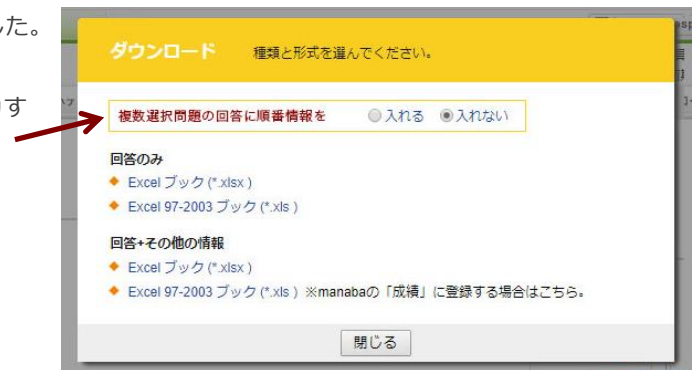 した。
す
ダウンロード 種類と形式を選んでください。
複数選択問題の回答に順番情報を ○入れる ◉入れない
回答のみ
◆ Excel ブック (*.xlsx )
◆ Excel 97-2003 ブック (*.xls )
回答+その他の情報
◆ Excel ブック (*.xlsx )
◆ Excel 97-2003 ブック (*.xls ) ※manabaの「成績」に登録する場合はこちら。
閉じる